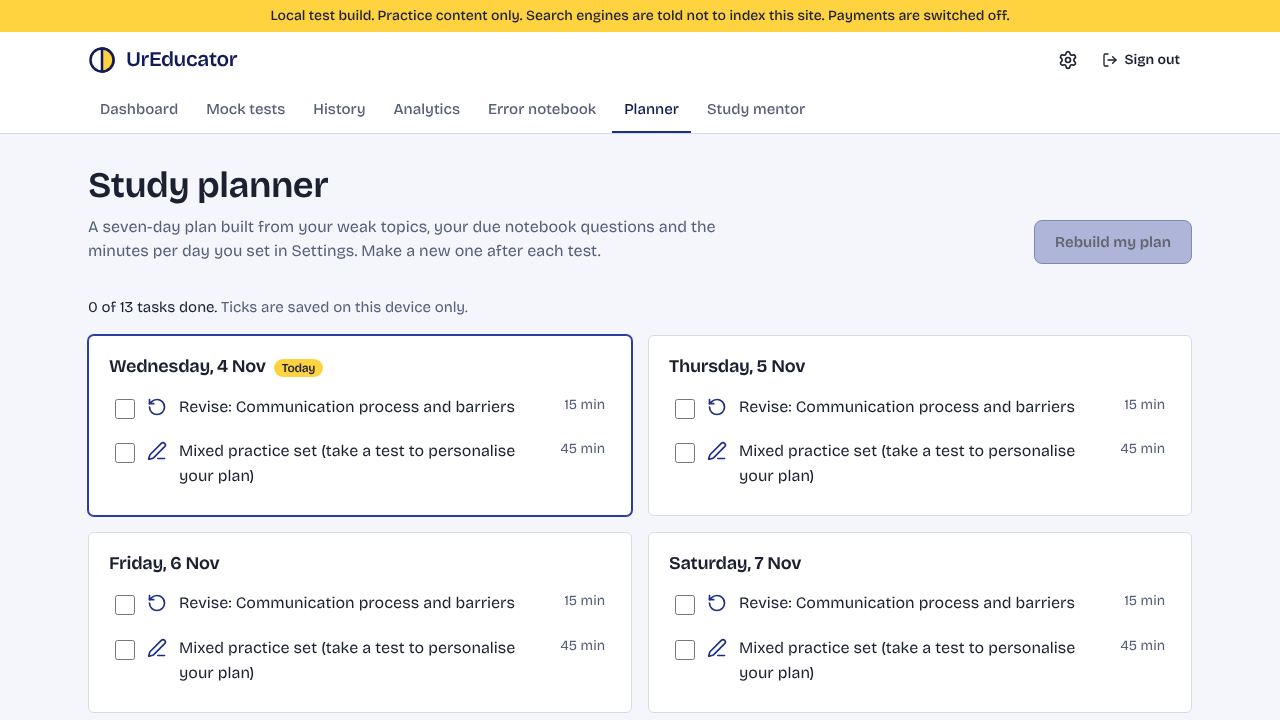 Local test build. Practice content only. Search engines are told not to index this site. Payments are switched off.
UrEducator
Sign out
Dashboard
Mock tests
History
Analytics
Error notebook
Planner
Study mentor
Study planner
A seven-day plan built from your weak topics, your due notebook questions and the
minutes per day you set in Settings. Make a new one after each test.
Rebuild my plan
0 of 13 tasks done. Ticks are saved on this device only.
Wednesday, 4 Nov Today
Revise: Communication process and barriers 15 min
Mixed practice set (take a test to personalise 45 min
your plan)
Thursday, 5 Nov
Revise: Communication process and barriers 15 min
Mixed practice set (take a test to personalise 45 min
your plan)
Friday, 6 Nov
Revise: Communication process and barriers 15 min
Mixed practice set (take a test to personalise 45 min
your plan)
Saturday, 7 Nov
Revise: Communication process and barriers 15 min
Mixed practice set (take a test to personalise 45 min
your plan)